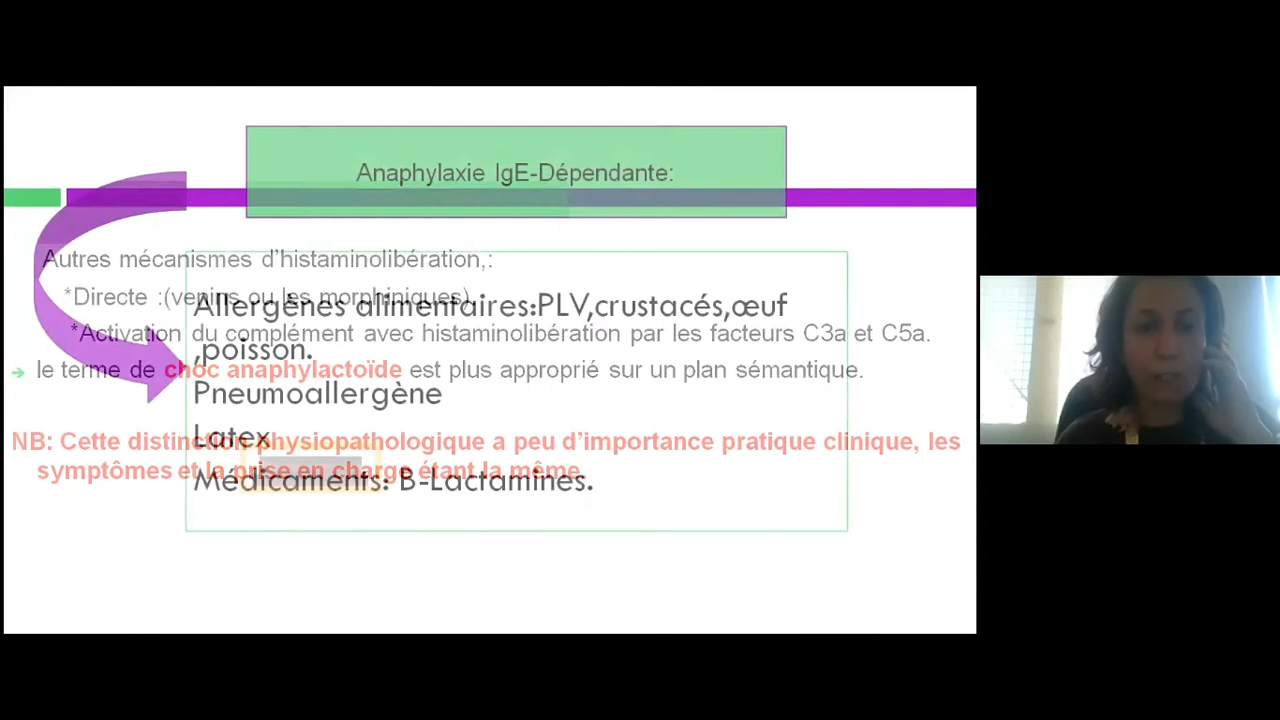 Anaphylaxie IgE-Dépendante:
Autres mécanismes d’histaminolibération,:
*Directe :(venins ou les morphiniques),
Allergènes alimentaires:PLV,crustacés,œuf
*Activation du complément avec histaminolibération par les facteurs C3a et C5a.
,poisson.
➔ le terme de choc anaphylactoïde est plus approprié sur un plan sémantique.
Pneumoallergène
Latex
NB: Cette distinction physiopathologique a peu d’importance pratique clinique, les
symptômes et la prise en charge étant la même.
Médicaments: B-Lactamines.